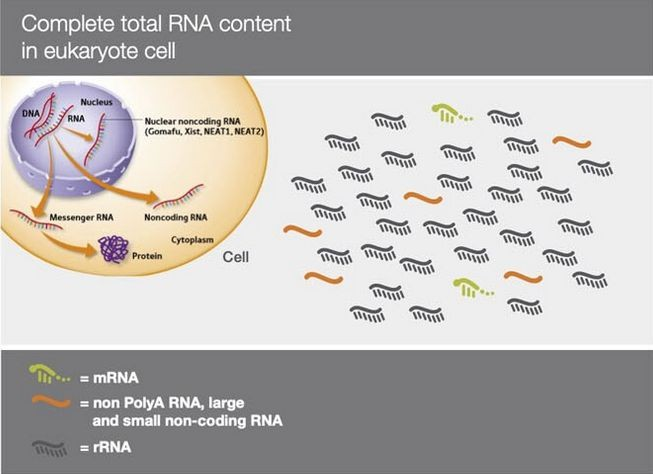 Complete total RNA content
in eukaryote cell
DNA
RNA
Nucleus
Nuclear noncoding RNA
(Gomafu, Xist, NEAT1, NEAT2)
Messenger RNA
Noncoding RNA
Cytoplasm
Protein
Cell
= mRNA
= non PolyA RNA, large
and small non-coding RNA
= rRNA